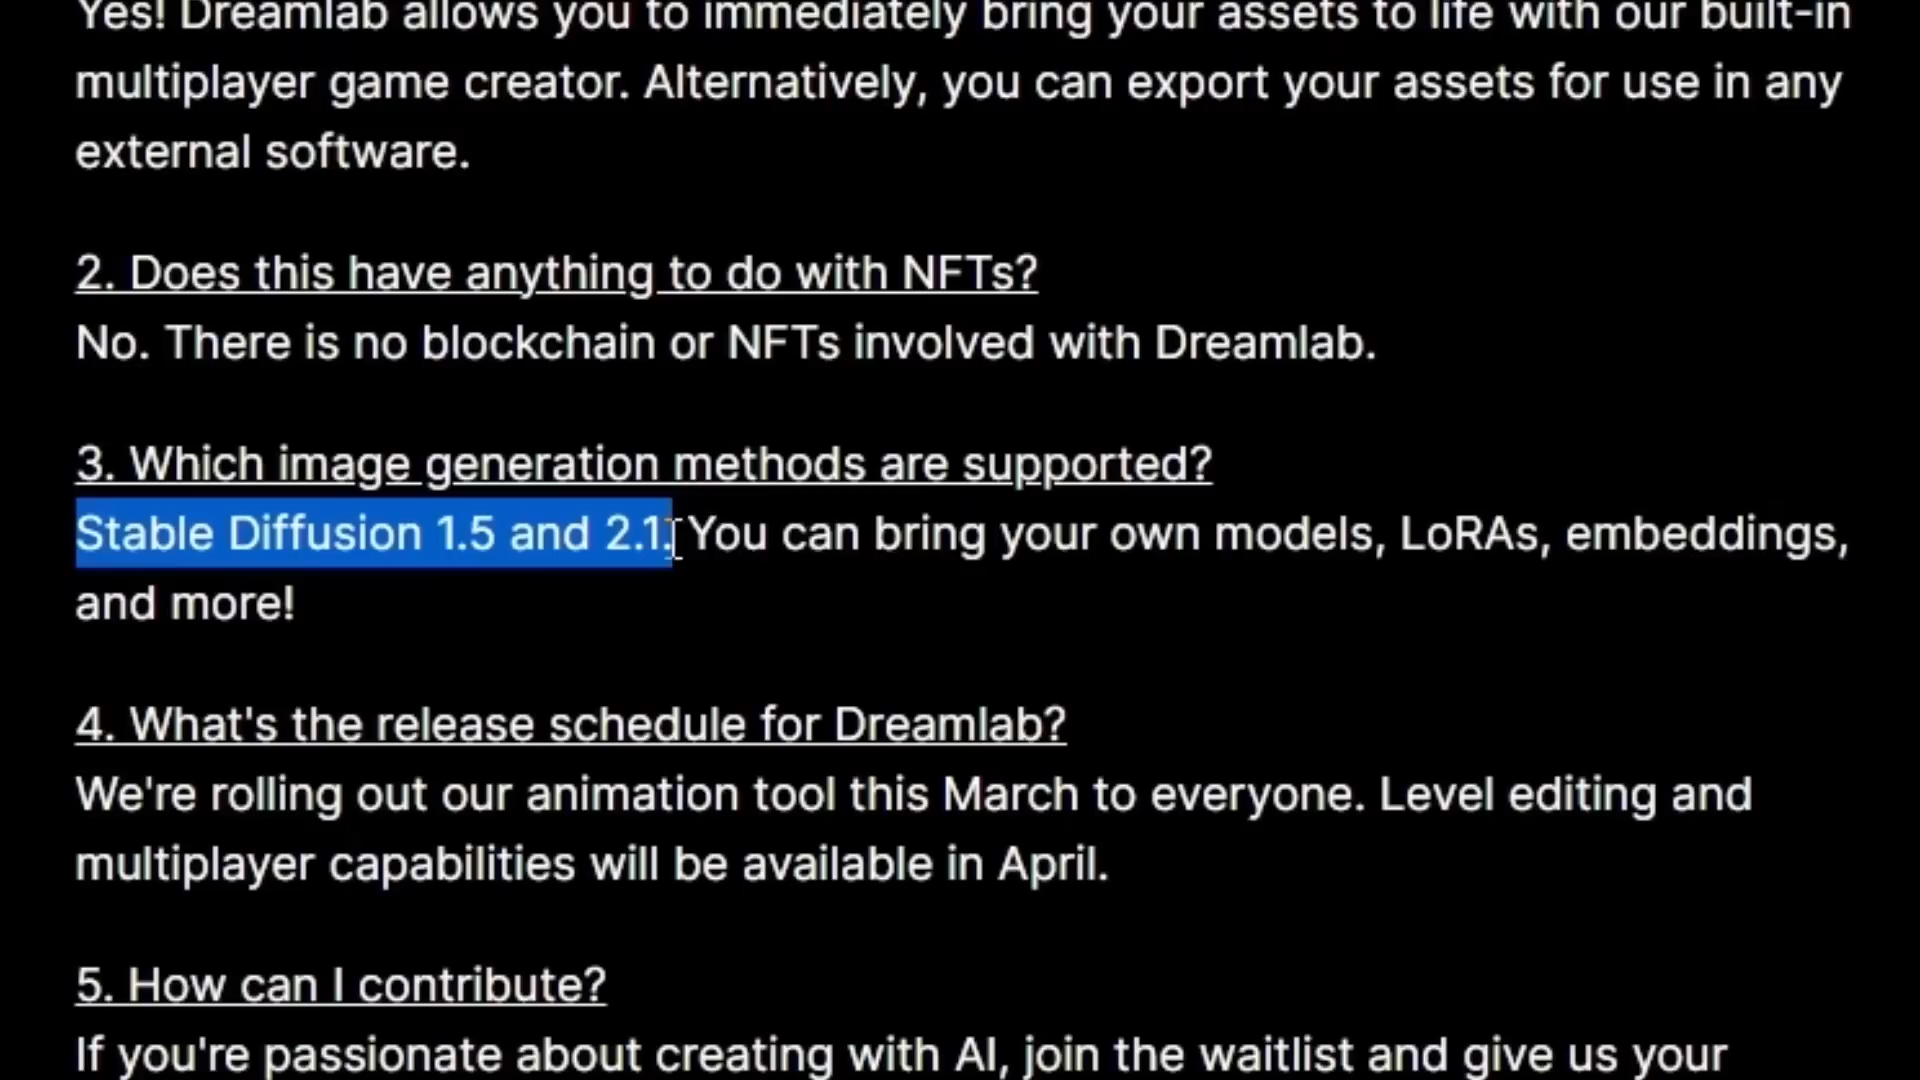 Yes! Dreamlab allows you to immediately bring your assets to life with our built-in
multiplayer game creator. Alternatively, you can export your assets for use in any
external software.
2. Does this have anything to do with NFTs?
No. There is no blockchain or NFTs involved with Dreamlab.
3. Which image generation methods are supported?
Stable Diffusion 1.5 and 2.1. You can bring your own models, LoRAs, embeddings,
and more!
4. What's the release schedule for Dreamlab?
We're rolling out our animation tool this March to everyone. Level editing and
multiplayer capabilities will be available in April.
5. How can I contribute?
If you're passionate about creating with AI, join the waitlist and give us your